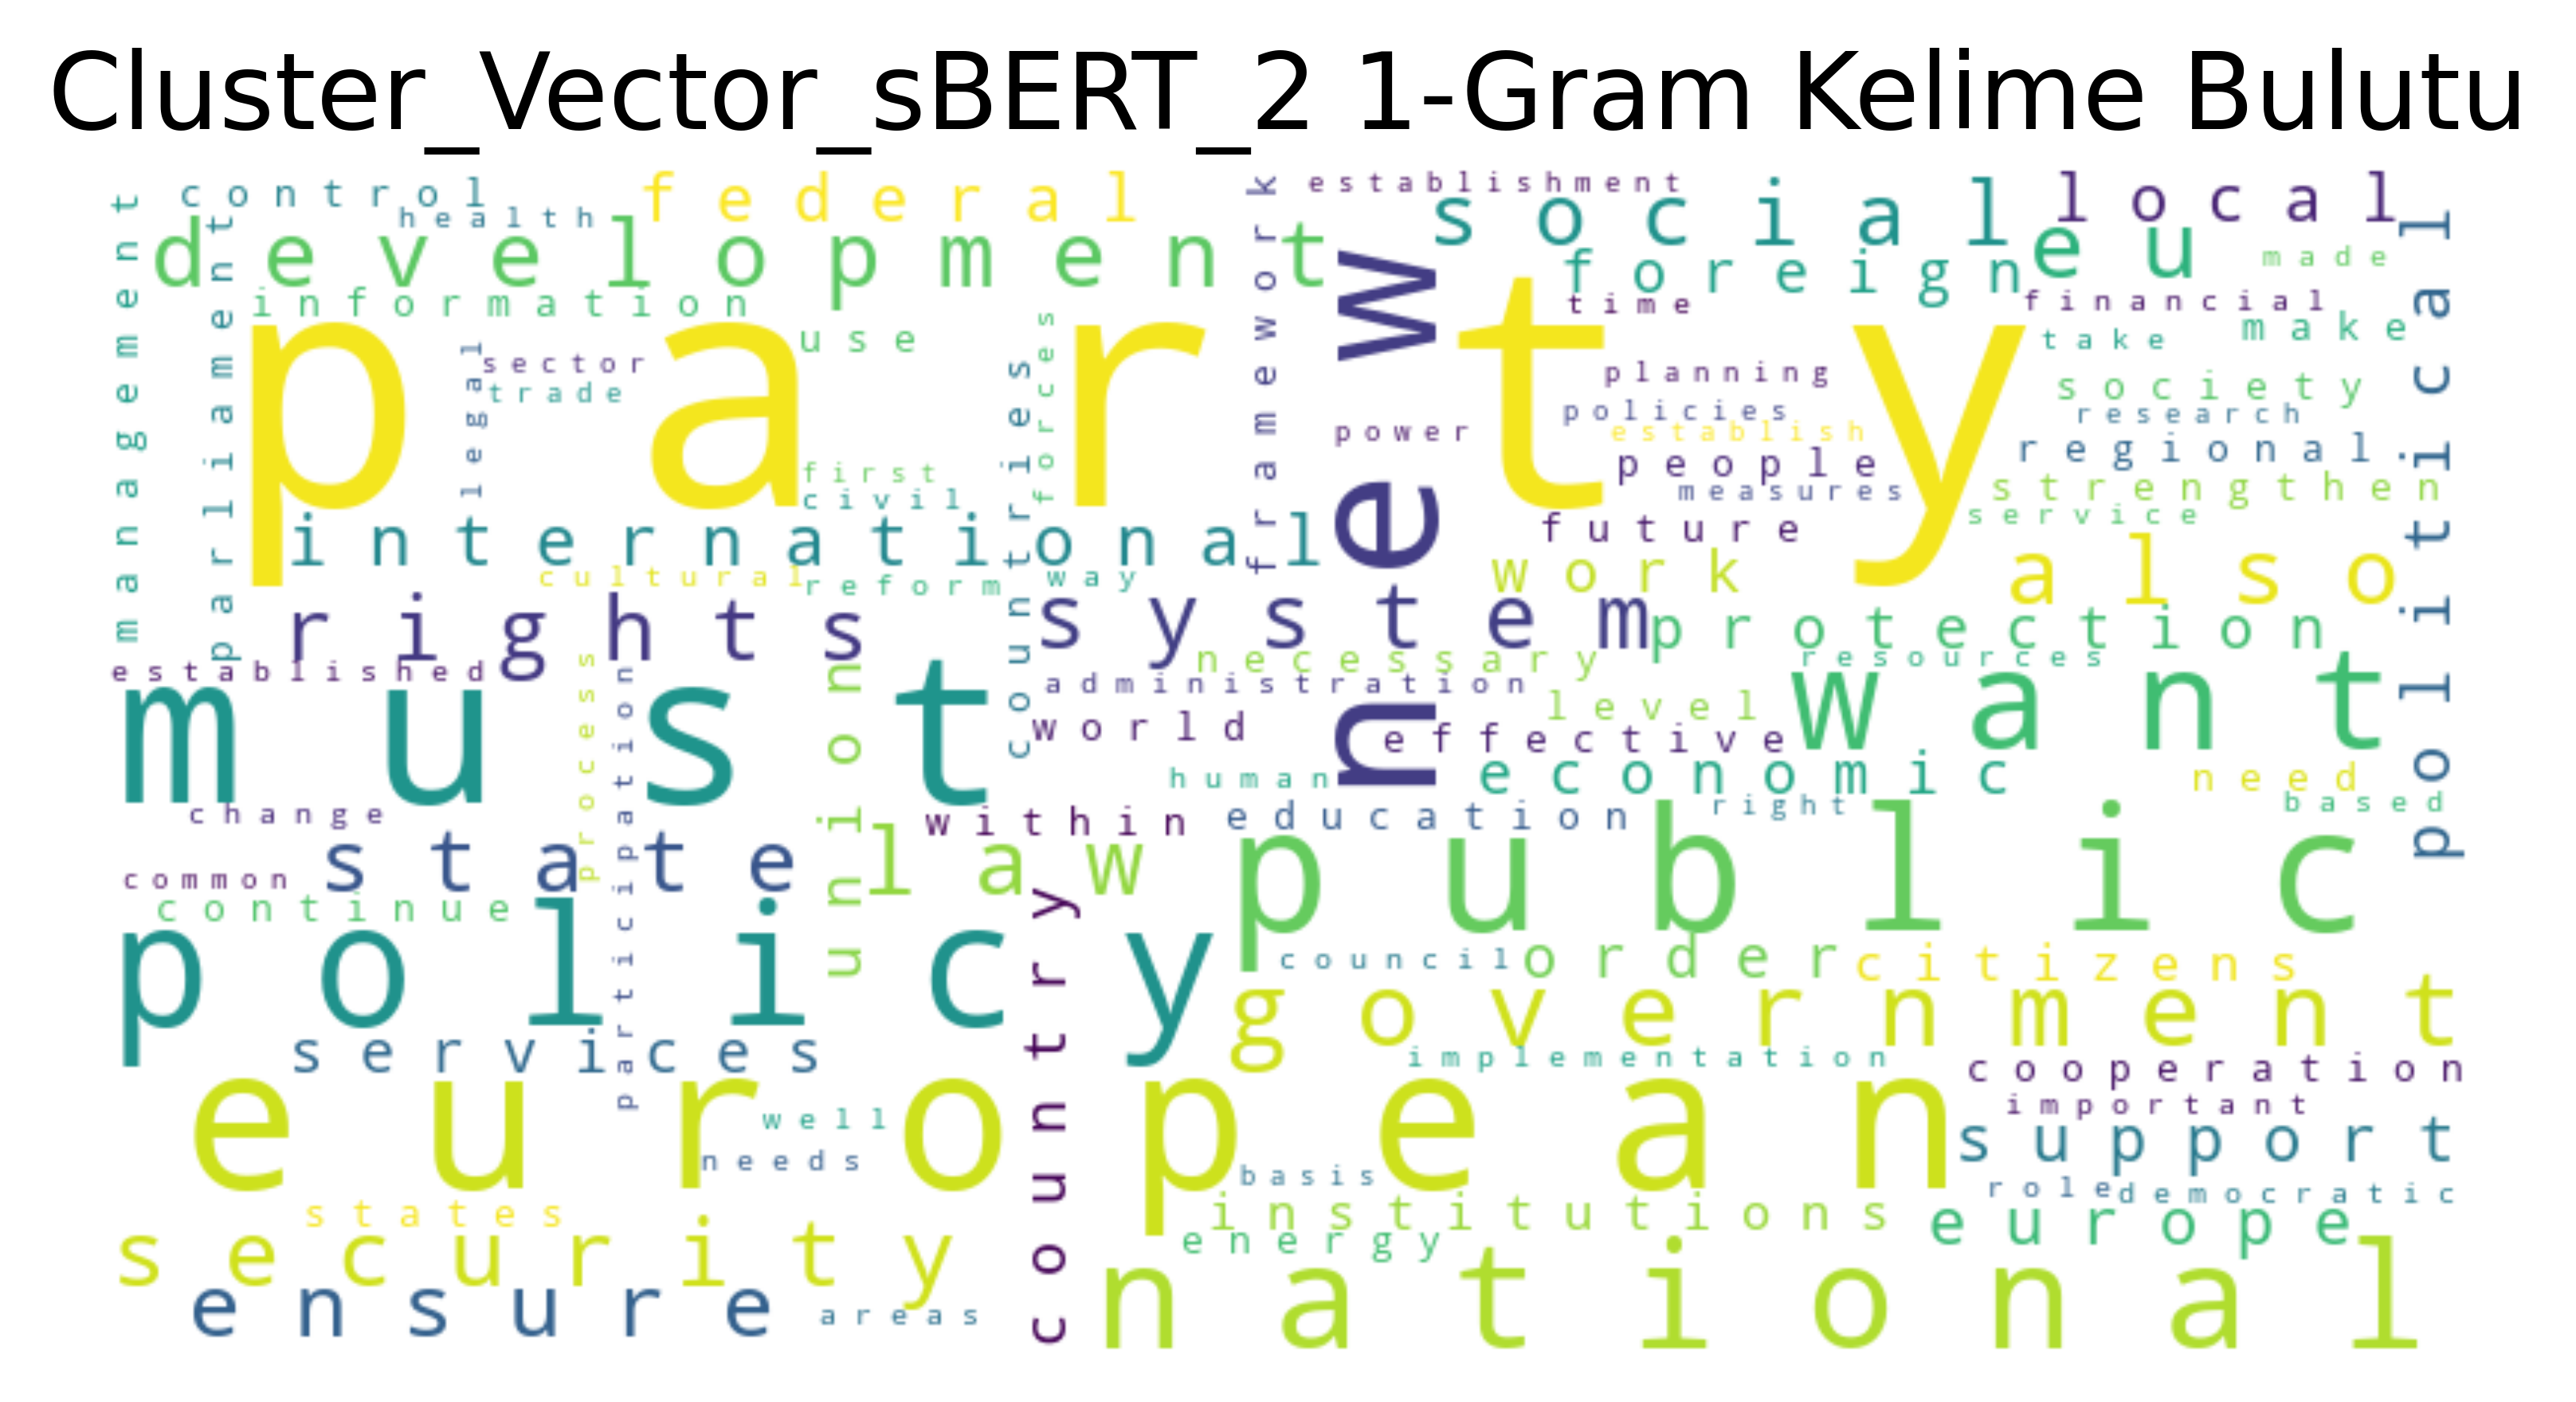 Cluster_Vector_sBERT_2 1-Gram Kelime Bulutu
control
federal
establishment
social
local
health
development
foreign
eu
made
management
parliament
framework
information
time
financial
political
party
new
use
take
make
legal
sector
trade
countries
forces
planning
society
policies
research
power
establish
people
regional
first
civil
measures
strengthen
service
international
future
cultural
reform
way
work
also
rights
system
protection
established
process
participation
union
necessary
resources
administration
must
world
level
want
effective
human
economic
need
change
within
education
right
based
state
law
public
common
continue
policy
country
council
order
citizens
government
services
implementation
cooperation
european
well
important
support
needs
basis
role
democratic
states
institutions
europe
security
energy
national
ensure
areas